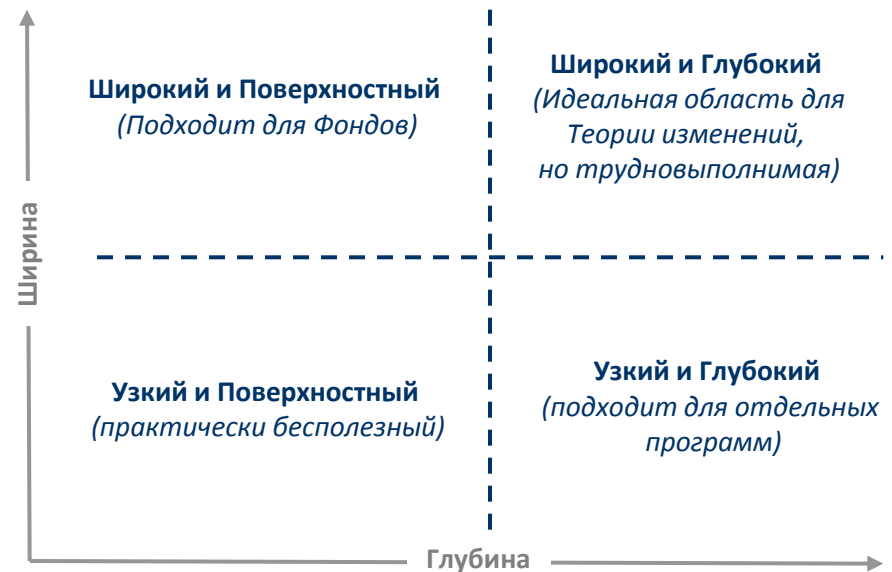 Широкий и Поверхностный
(Подходит для Фондов)
Широкий и Глубокий
(Идеальная область для
Теории изменений,
но трудновыполнимая)
Ширина
Узкий и Поверхностный
(практически бесполезный)
Узкий и Глубокий
(подходит для отдельных
программ)
Глубина